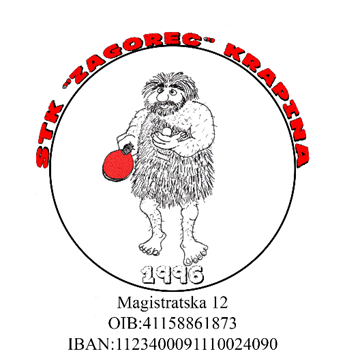 STK "ZAGOREC" KRAPINA
1996
Magistratska 12
OIB:41158861873
IBAN:1123400091110024090